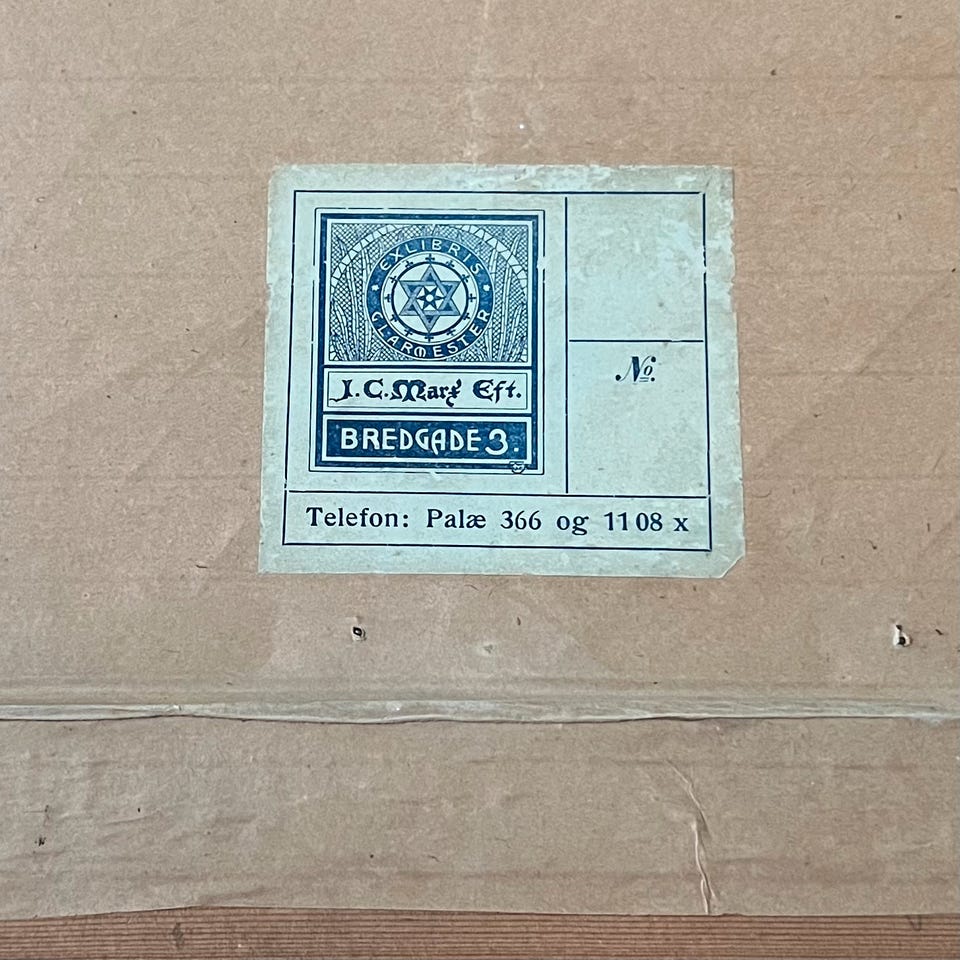 EXLIBRIS
GLARMESTER
J.C. Marx' Eft.
BREDGADE 3.
No.
Telefon: Palæ 366 og 1108 x